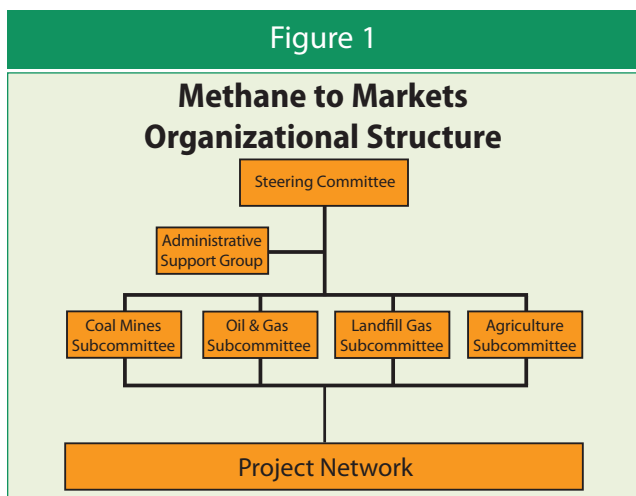 Figure 1
Methane to Markets
Organizational Structure
Steering Committee
Administrative
Support Group
Coal Mines
Subcommittee
Oil & Gas
Subcommittee
Landfill Gas
Subcommittee
Agriculture
Subcommittee
Project Network